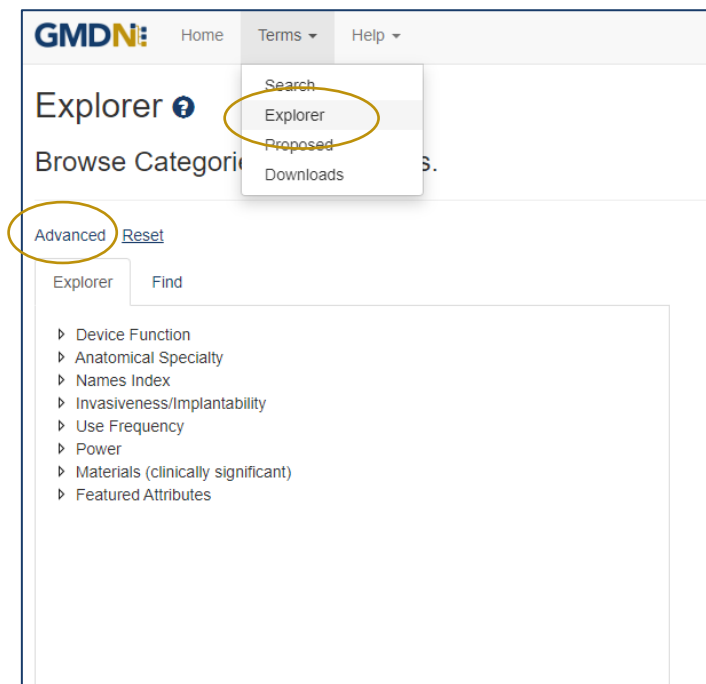 GMDN Home Terms Help
Search
Explorer
Explorer
Proposed
Browse Categori s.
Downloads
Advanced Reset
Explorer Find
Device Function
Anatomical Specialty
Names Index
Invasiveness/Implantability
Use Frequency
Power
Materials (clinically significant)
Featured Attributes